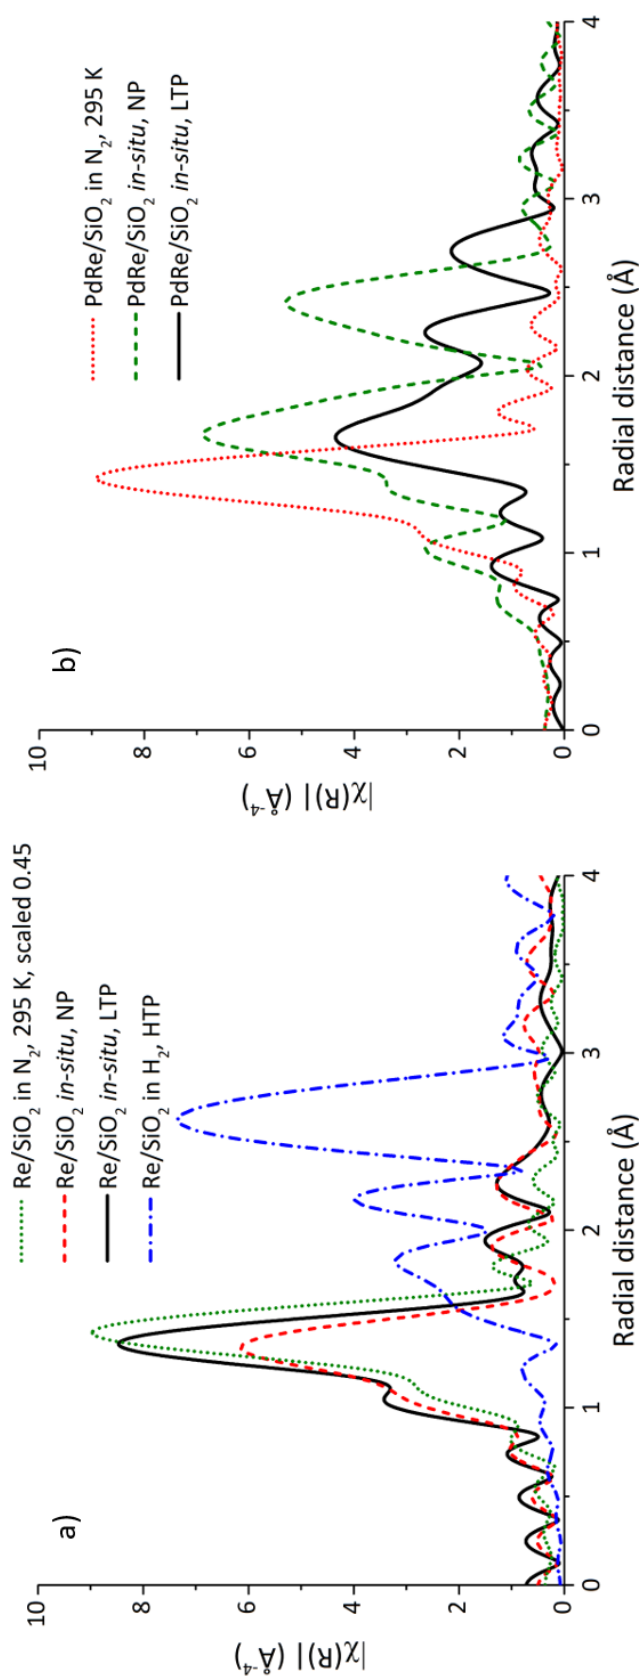 a)
Re/SiO₂ in N₂, 295 K, scaled 0.45
Re/SiO₂ in-situ, NP
Re/SiO₂ in-situ, LTP
Re/SiO₂ in H₂, HTP
|χ(R)| (Å⁻⁴)
10
8
6
4
2
0
0
1
2
3
4
Radial distance (Å)
b)
PdRe/SiO₂ in N₂, 295 K
PdRe/SiO₂ in-situ, NP
PdRe/SiO₂ in-situ, LTP
|χ(R)| (Å⁻⁴)
10
8
6
4
2
0
0
1
2
3
4
Radial distance (Å)